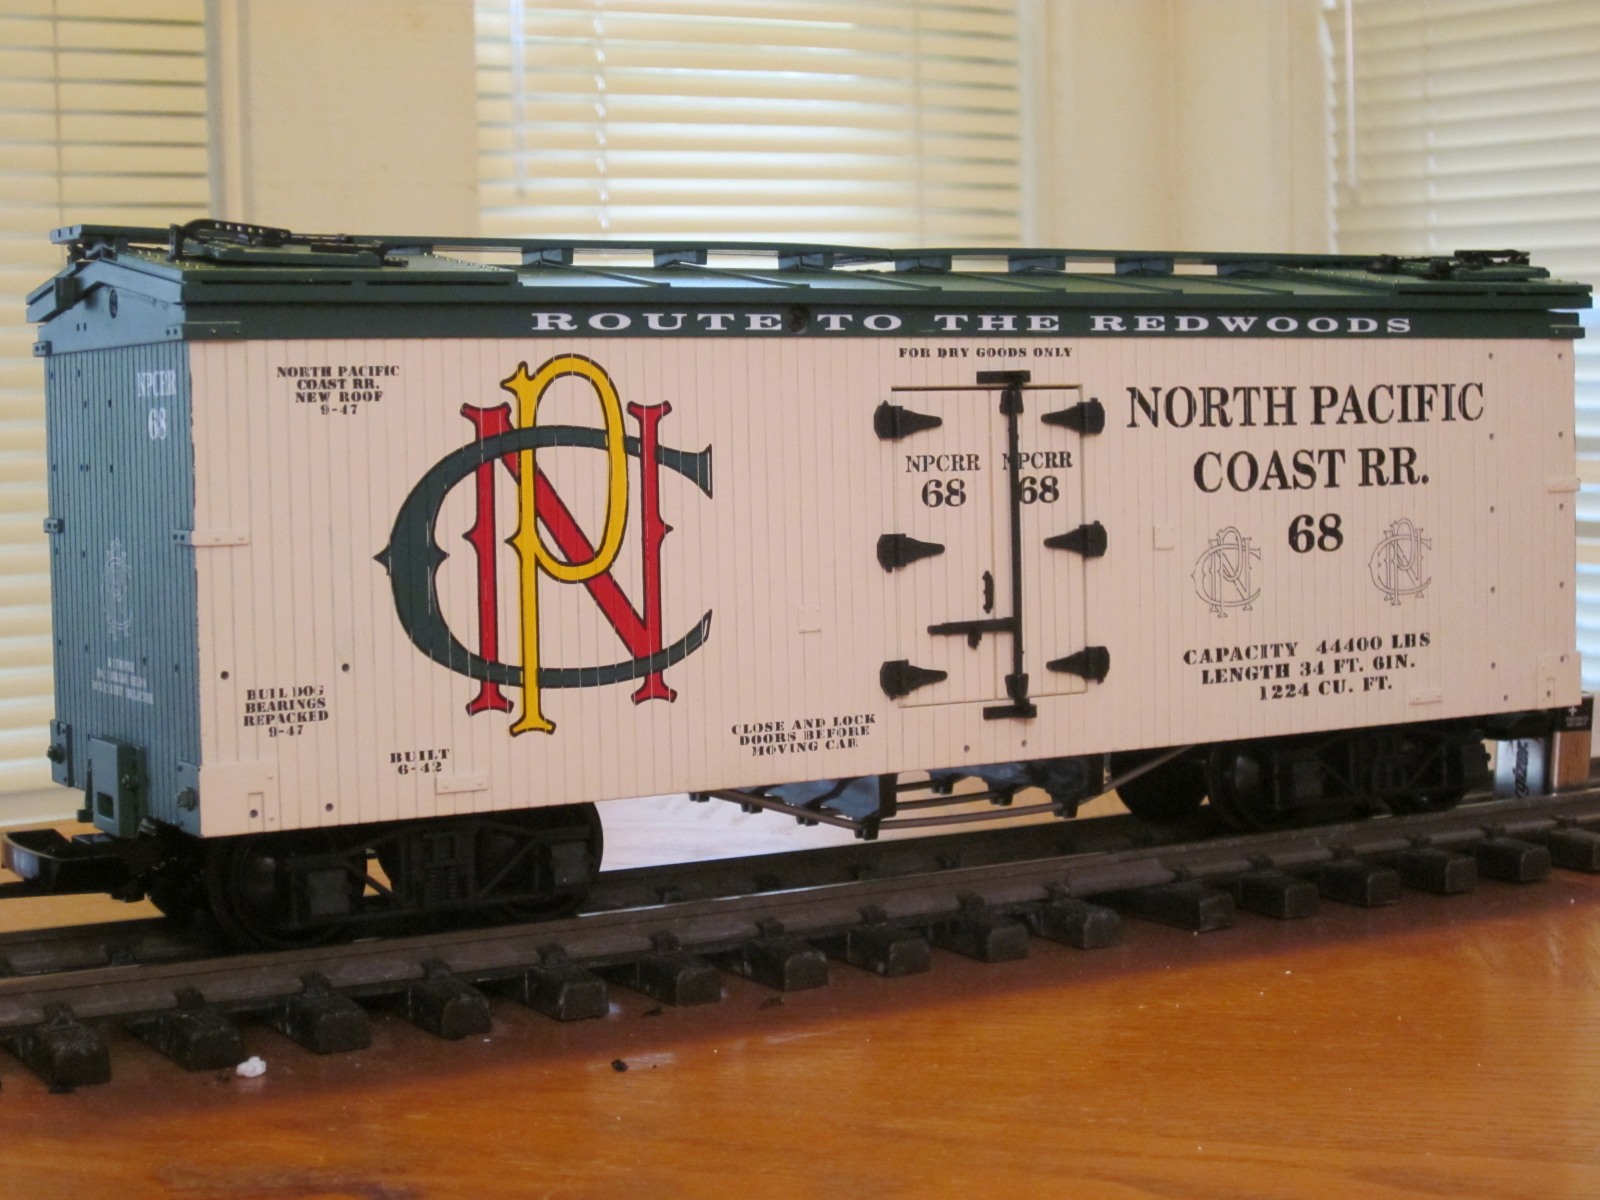 ROUTE TO THE REDWOODS
NPCRR
68
NORTH PACIFIC
COAST RR.
NEW ROOF
9-47
CNP
BULLDOG
BEARINGS
REPACKED
9-47
BUILT
6-42
CLOSE AND LOCK
DOORS BEFORE
MOVING CAR
FOR DRY GOODS ONLY
NPCRR
68
NPCRR
68
NORTH PACIFIC
COAST RR.
68
CAPACITY 44400 LBS
LENGTH 34 FT. 6IN.
1224 CU. FT.